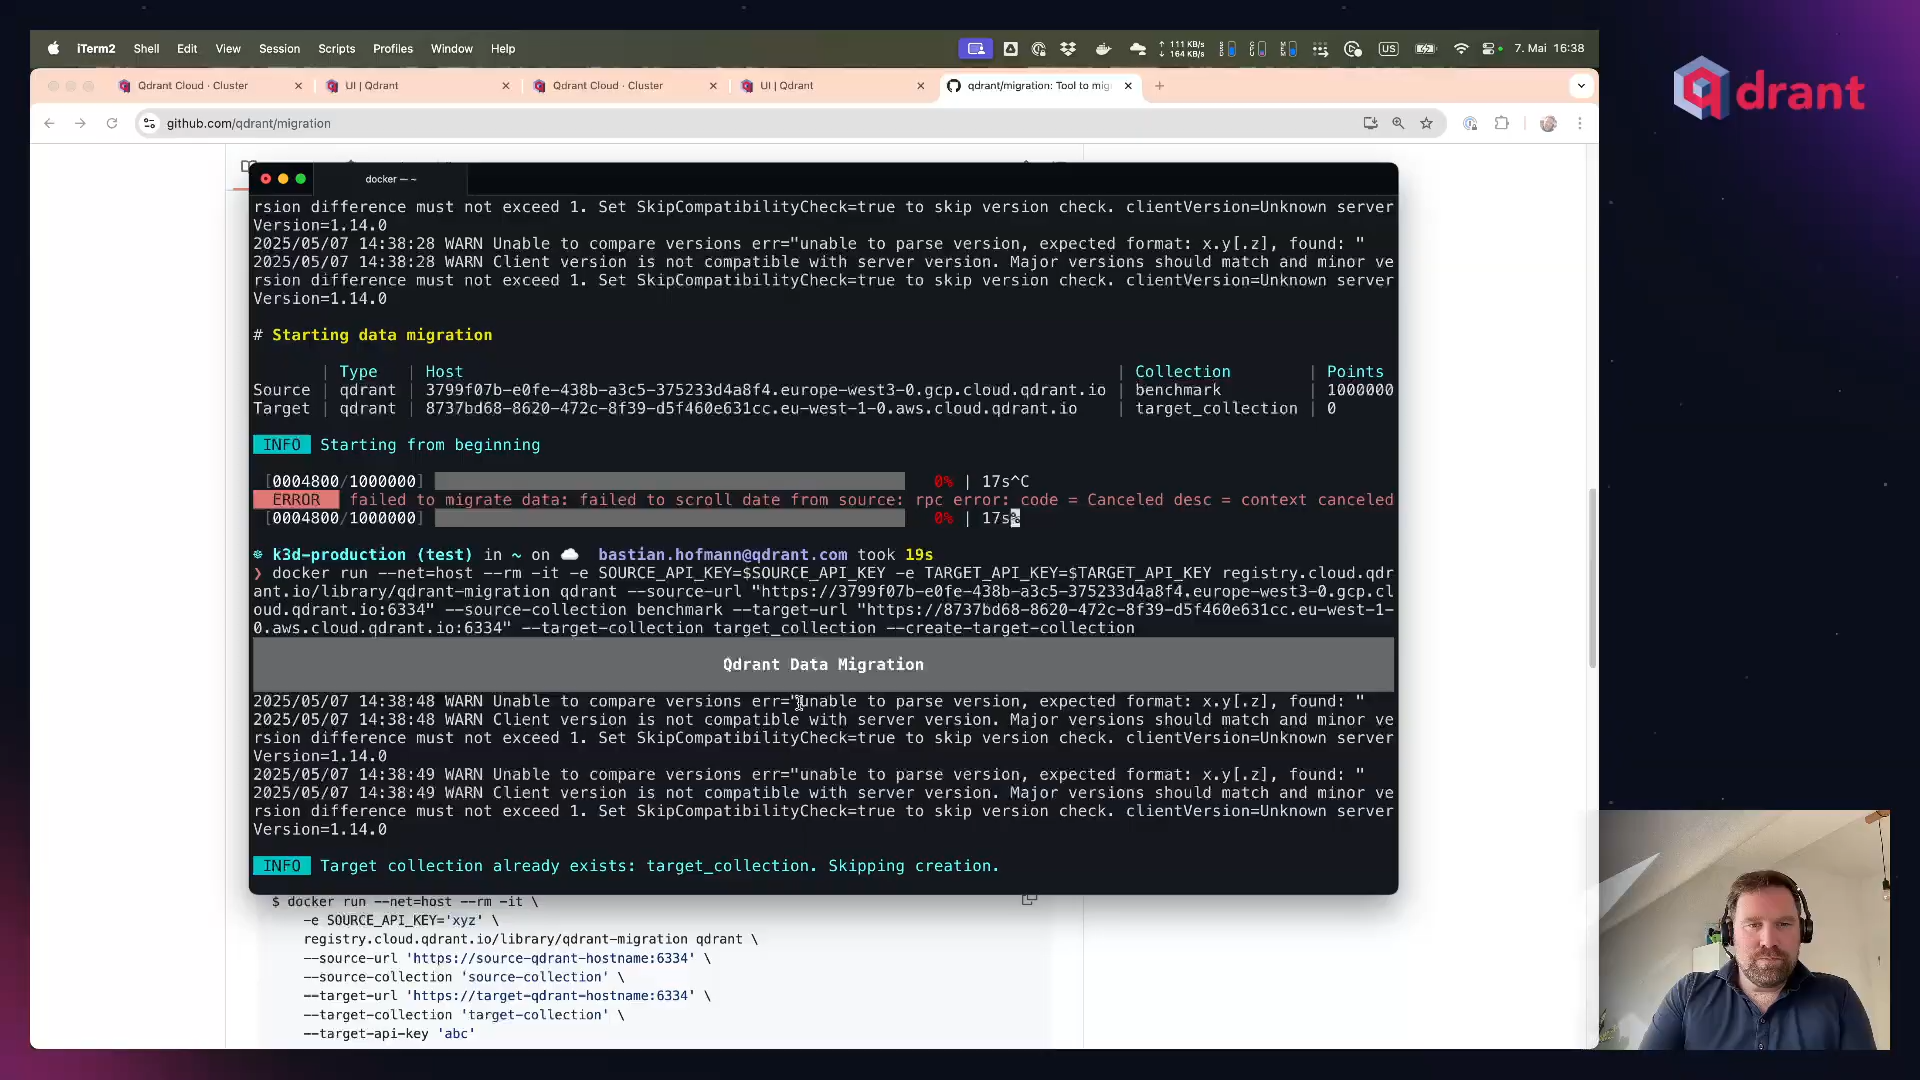 iTerm2 Shell Edit View Session Scripts Profiles Window Help
111 KB/s
164 KB/s
US
7. Mai 16:38
Qdrant Cloud · Cluster
UI | Qdrant
Qdrant Cloud · Cluster
UI | Qdrant
qdrant/migration: Tool to mig
github.com/qdrant/migration
qdrant
docker — ~
rsion difference must not exceed 1. Set SkipCompatibilityCheck=true to skip version check. clientVersion=Unknown server
Version=1.14.0
2025/05/07 14:38:28 WARN Unable to compare versions err="unable to parse version, expected format: x.y[.z], found: "
2025/05/07 14:38:28 WARN Client version is not compatible with server version. Major versions should match and minor ve
rsion difference must not exceed 1. Set SkipCompatibilityCheck=true to skip version check. clientVersion=Unknown server
Version=1.14.0
# Starting data migration
| Type | Host | Collection | Points
Source | qdrant | 3799f07b-e0fe-438b-a3c5-375233d4a8f4.europe-west3-0.gcp.cloud.qdrant.io | benchmark | 1000000
Target | qdrant | 8737bd68-8620-472c-8f39-d5f460e631cc.eu-west-1-0.aws.cloud.qdrant.io | target_collection | 0
INFO Starting from beginning
[0004800/1000000] 0% | 17s^C
ERROR failed to migrate data: failed to scroll date from source: rpc error: code = Canceled desc = context canceled
[0004800/1000000] 0% | 17s%
k3d-production (test) in ~ on bastian.hofmann@qdrant.com took 19s
❯ docker run --net=host --rm -it -e SOURCE_API_KEY=$SOURCE_API_KEY -e TARGET_API_KEY=$TARGET_API_KEY registry.cloud.qdr
ant.io/library/qdrant-migration qdrant --source-url "https://3799f07b-e0fe-438b-a3c5-375233d4a8f4.europe-west3-0.gcp.cl
oud.qdrant.io:6334" --source-collection benchmark --target-url "https://8737bd68-8620-472c-8f39-d5f460e631cc.eu-west-1-
0.aws.cloud.qdrant.io:6334" --target-collection target_collection --create-target-collection
Qdrant Data Migration
2025/05/07 14:38:48 WARN Unable to compare versions err="unable to parse version, expected format: x.y[.z], found: "
2025/05/07 14:38:48 WARN Client version is not compatible with server version. Major versions should match and minor ve
rsion difference must not exceed 1. Set SkipCompatibilityCheck=true to skip version check. clientVersion=Unknown server
Version=1.14.0
2025/05/07 14:38:49 WARN Unable to compare versions err="unable to parse version, expected format: x.y[.z], found: "
2025/05/07 14:38:49 WARN Client version is not compatible with server version. Major versions should match and minor ve
rsion difference must not exceed 1. Set SkipCompatibilityCheck=true to skip version check. clientVersion=Unknown server
Version=1.14.0
INFO Target collection already exists: target_collection. Skipping creation.
$ docker run --net=host --rm -it \
-e SOURCE_API_KEY='xyz' \
registry.cloud.qdrant.io/library/qdrant-migration qdrant \
--source-url 'https://source-qdrant-hostname:6334' \
--source-collection 'source-collection' \
--target-url 'https://target-qdrant-hostname:6334' \
--target-collection 'target-collection' \
--target-api-key 'abc'